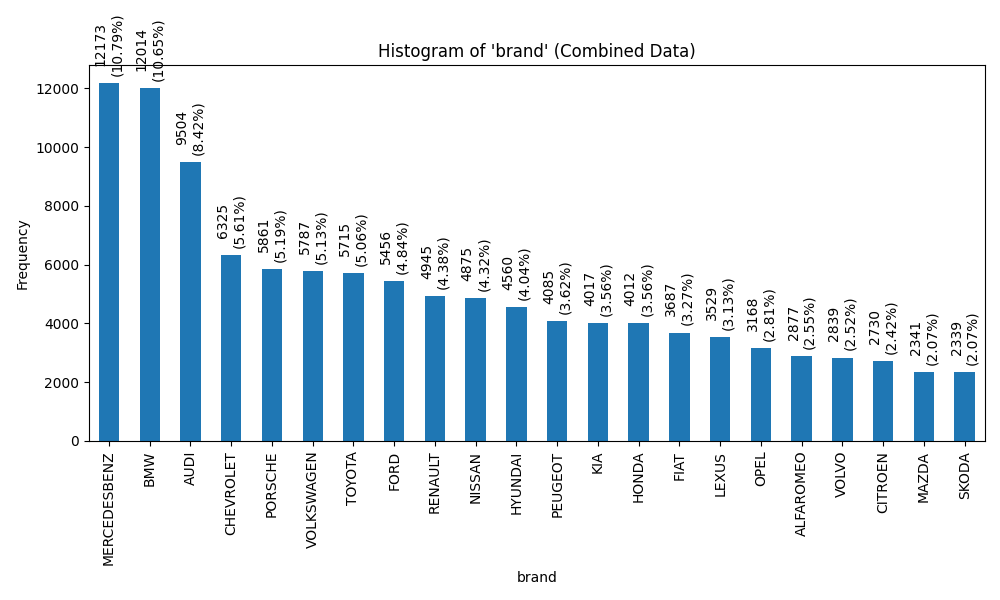 Histogram of 'brand' (Combined Data)
Frequency
12000
10000
8000
6000
4000
2000
0
12173
(10.79%)
12014
(10.65%)
9504
(8.42%)
6325
(5.61%)
5861
(5.19%)
5787
(5.13%)
5715
(5.06%)
5456
(4.84%)
4945
(4.38%)
4875
(4.32%)
4560
(4.04%)
4085
(3.62%)
4017
(3.56%)
4012
(3.56%)
3687
(3.27%)
3529
(3.13%)
3168
(2.81%)
2877
(2.55%)
2839
(2.52%)
2730
(2.42%)
2341
(2.07%)
2339
(2.07%)
MERCEDESBENZ
BMW
AUDI
CHEVROLET
PORSCHE
VOLKSWAGEN
TOYOTA
FORD
RENAULT
NISSAN
HYUNDAI
PEUGEOT
KIA
HONDA
FIAT
LEXUS
OPEL
ALFAROMEO
VOLVO
CITROEN
MAZDA
SKODA
brand